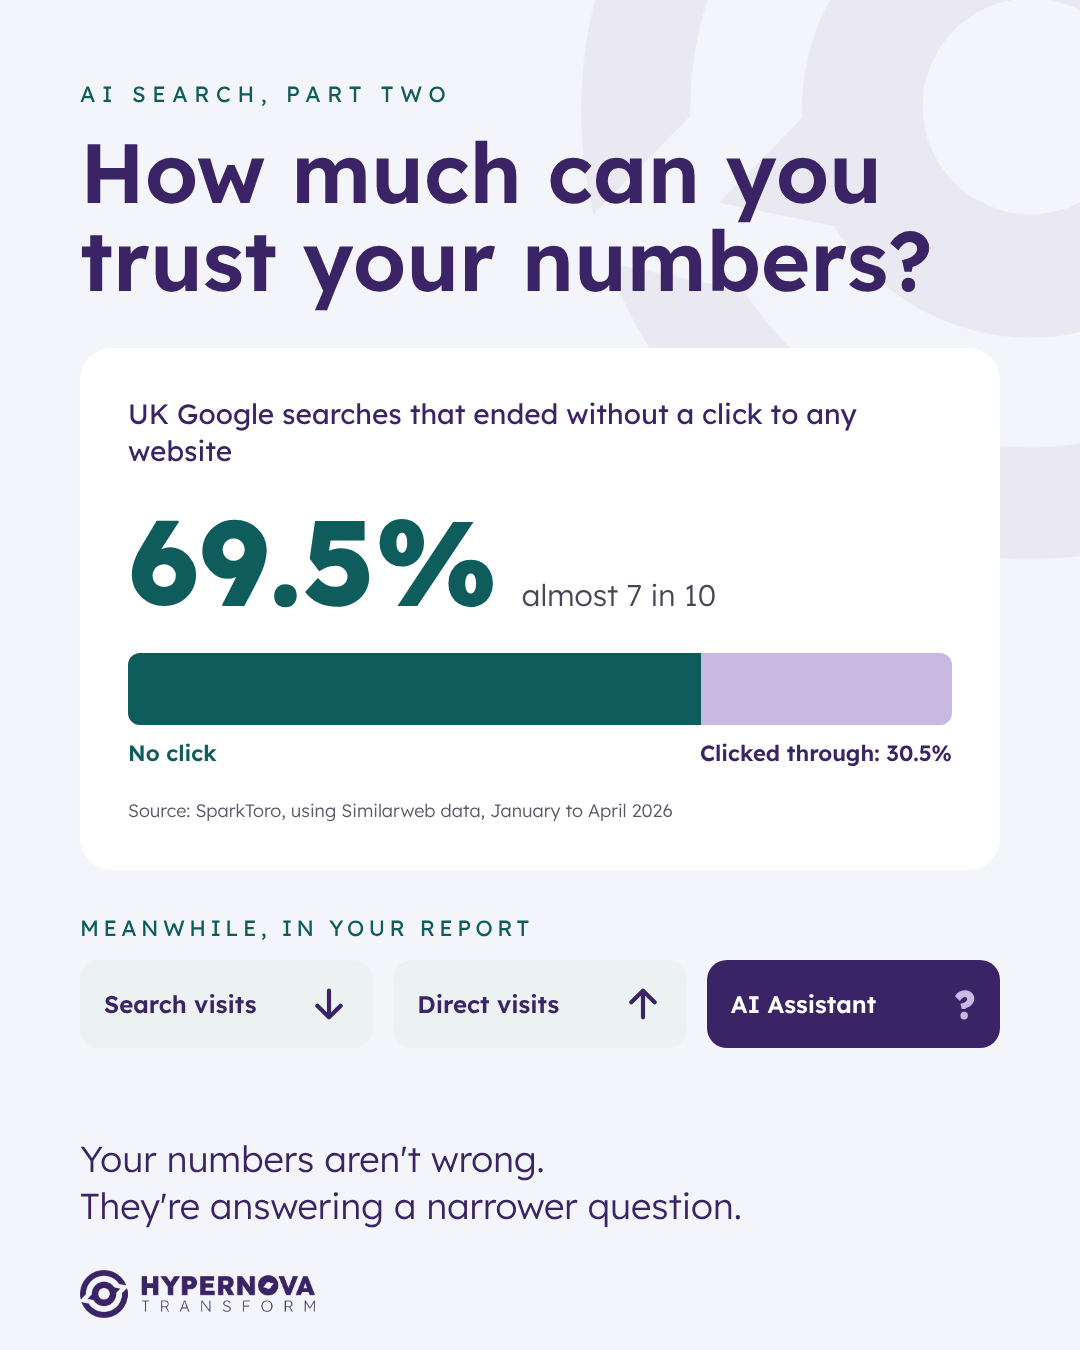 AI SEARCH, PART TWO
How much can you
trust your numbers?
UK Google searches that ended without a click to any
website
69.5% almost 7 in 10
No click
Clicked through: 30.5%
Source: SparkToro, using Similarweb data, January to April 2026
MEANWHILE, IN YOUR REPORT
Search visits ↓
Direct visits ↑
AI Assistant ?
Your numbers aren't wrong.
They're answering a narrower question.
HYPERNOVA
TRANSFORM